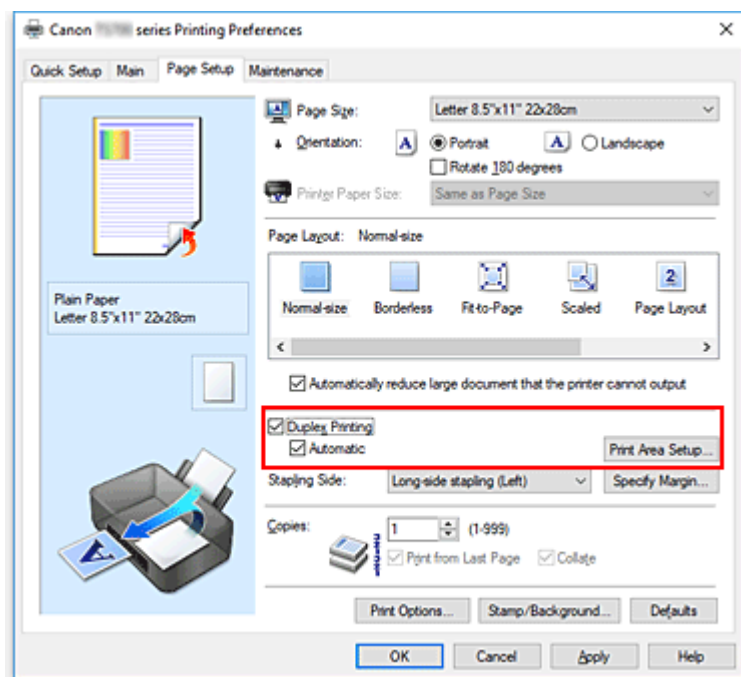 Canon series Printing Preferences
Quick Setup Main Page Setup Maintenance
Page Size: Letter 8.5"x11" 22x28cm
Orientation: A Portrait A Landscape
Rotate 180 degrees
Printer Paper Size: Same as Page Size
Page Layout: Normal-size
Normal-size Borderless Fit-to-Page Scaled 2 Page Layout
Plain Paper
Letter 8.5"x11" 22x28cm
Automatically reduce large document that the printer cannot output
Duplex Printing
Automatic Print Area Setup...
Stapling Side: Long-side stapling (Left) Specify Margin...
Copies: 1 (1-999)
Print from Last Page Collate
A
Print Options... Stamp/Background... Defaults
OK Cancel Apply Help